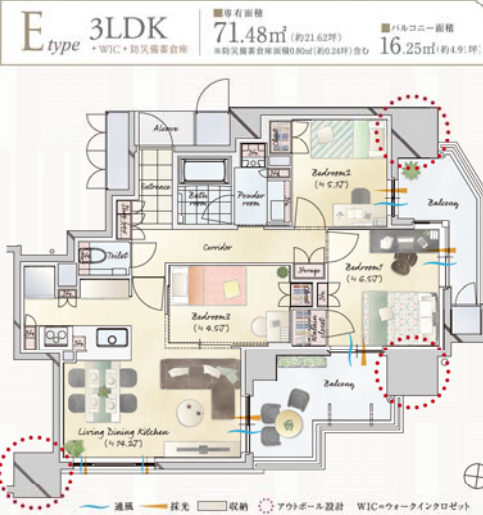 E type
3LDK
・WIC・防災備蓄倉庫
■専有面積
71.48㎡(約21.62坪)
※防災備蓄倉庫面積0.80㎡(約0.24坪)含む
■バルコニー面積
16.25㎡(約4.91坪)
Alcove
Entrance
Bath room
Powder room
Bedroom2
(≒5.1J)
Balcony
Toilet
Corridor
Storage
Bedroom1
(≒6.5J)
Bedroom3
(≒4.5J)
Walkin Closet
Balcony
Living Dining Kitchen
(≒14.2J)
通風
採光
収納
アウトポール設計
WIC=ウォークインクロゼット